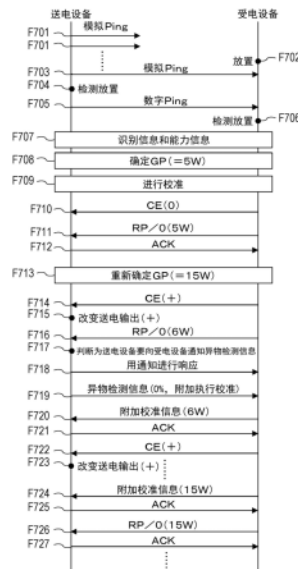 送电设备 受电设备
F701 模拟Ping
F701
放置 F702
F703 模拟Ping
F704 检测放置
F705 数字Ping
检测放置 F706
F707 识别信息和能力信息
F708 确定GP(=5W)
F709 进行校准
F710 CE(0)
F711 RP/0(5W)
F712 ACK
F713 重新确定GP(=15W)
F714 CE(+)
F715 改变送电输出(+)
F716 RP/0(6W)
F717 判断为送电设备要向受电设备通知异物检测信息
F718 用通知进行响应
F719 异物检测信息(0%,附加执行校准)
F720 附加校准信息(6W)
F721 ACK
F722 CE(+)
F723 改变送电输出(+)
F724 附加校准信息(15W)
F725 ACK
F726 RP/0(15W)
F727 ACK